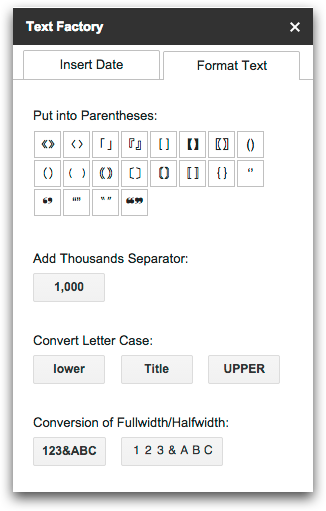 Text Factory ×
Insert Date Format Text
Put into Parentheses:
《》 〈〉 「」 『』 [ ] 【】 〖〗 ()
（） ( ) ⸨⸩ 〔〕 〘〙 〚〛 { } ‘’
❛❜ “” 〝〞 ❝❞
Add Thousands Separator:
1,000
Convert Letter Case:
lower Title UPPER
Conversion of Fullwidth/Halfwidth:
123&ABC １２３＆ＡＢＣ